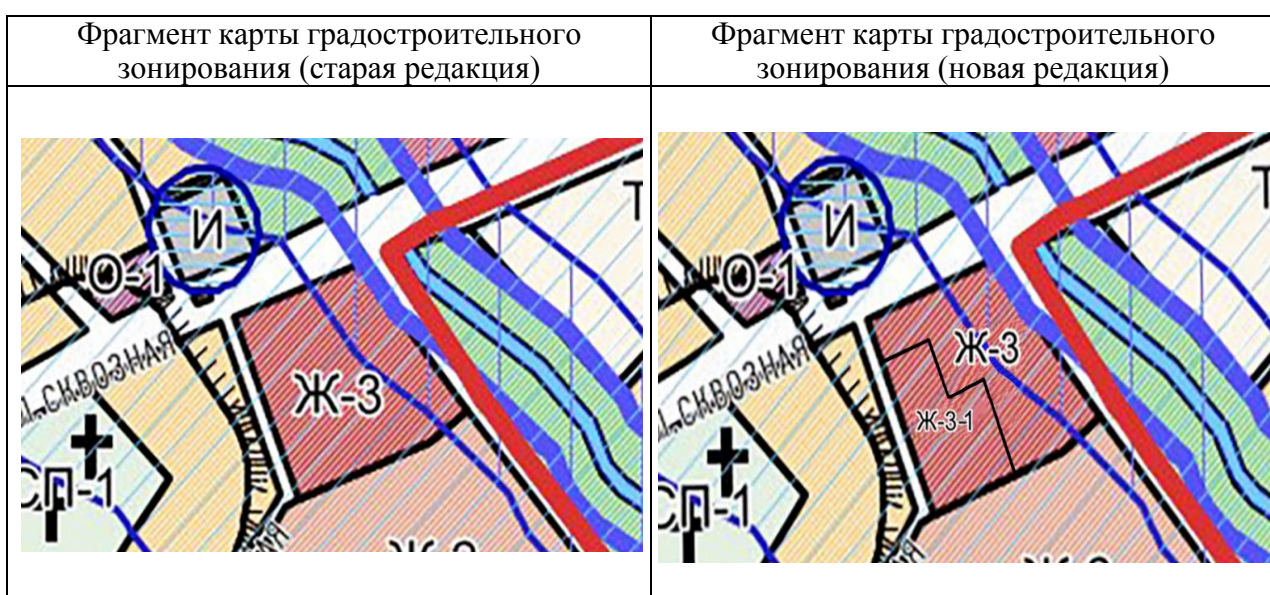 Фрагмент карты градостроительного
зонирования (старая редакция)
Фрагмент карты градостроительного
зонирования (новая редакция)
И
О-1
СКВОЗНАЯ
Ж-3
СП-1
Т
И
О-1
СКВОЗНАЯ
Ж-3
Ж-3-1
СП-1
Т